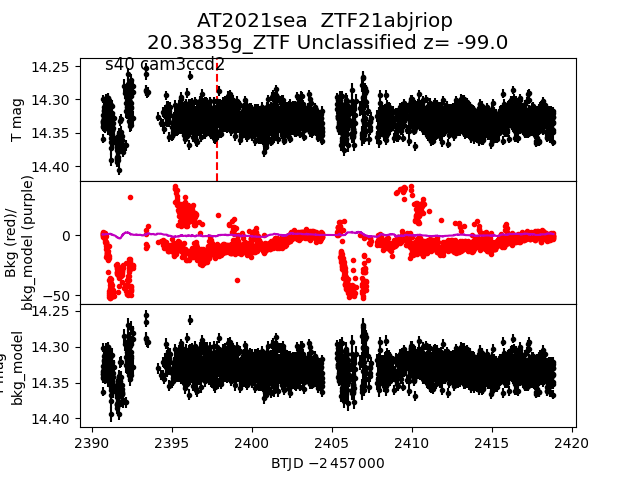 AT2021sea ZTF21abjriop
20.3835g_ZTF Unclassified z= -99.0
s40 cam3ccd2
14.25
14.30
14.35
14.40
T mag
0
−50
Bkg (red)/
bkg_model (purple)
14.25
14.30
14.35
14.40
bkg_model
2390
2395
2400
2405
2410
2415
2420
BTJD −2 457 000